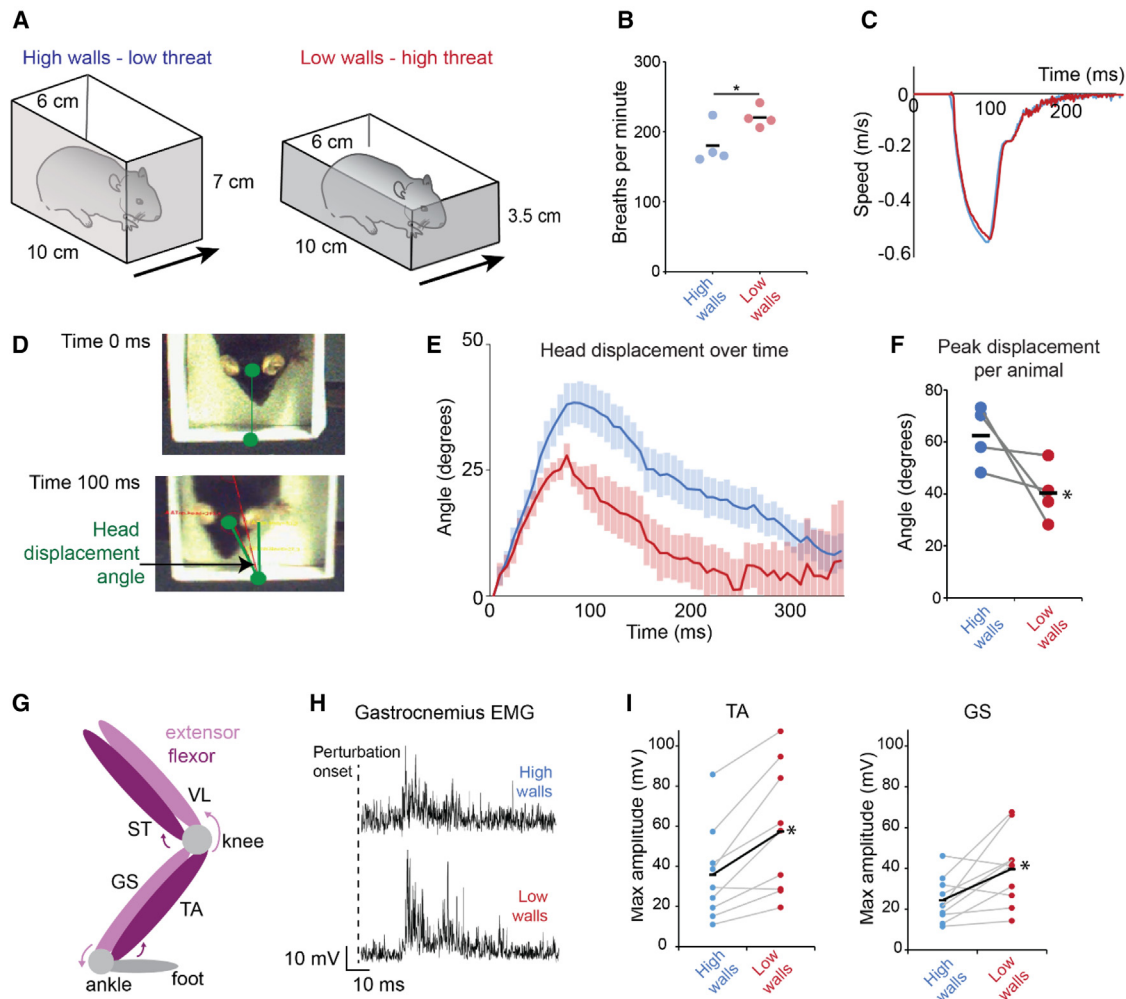 A
High walls - low threat
Low walls - high threat
6 cm
7 cm
10 cm
6 cm
3.5 cm
10 cm
B
Breaths per minute
300
200
100
0
*
High
walls
Low
walls
C
Time (ms)
0
100
200
Speed (m/s)
0
-0.2
-0.4
-0.6
D
Time 0 ms
Time 100 ms
Head
displacement
angle
E
Head displacement over time
Angle (degrees)
50
25
0
0
100
200
300
Time (ms)
F
Peak displacement
per animal
Angle (degrees)
80
60
40
60
0
*
High
walls
Low
walls
G
extensor
flexor
VL
ST
knee
GS
TA
ankle
foot
H
Gastrocnemius EMG
Perturbation
onset
High
walls
Low
walls
10 mV
10 ms
I
TA
Max amplitude (mV)
100
80
60
40
20
0
*
High
walls
Low
walls
GS
Max amplitude (mV)
100
80
60
40
20
0
*
High
walls
Low
walls